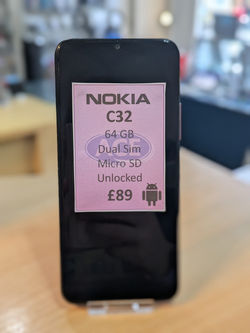 NOKIA
C32
64 GB
Dual Sim
Micro SD
Unlocked
£89